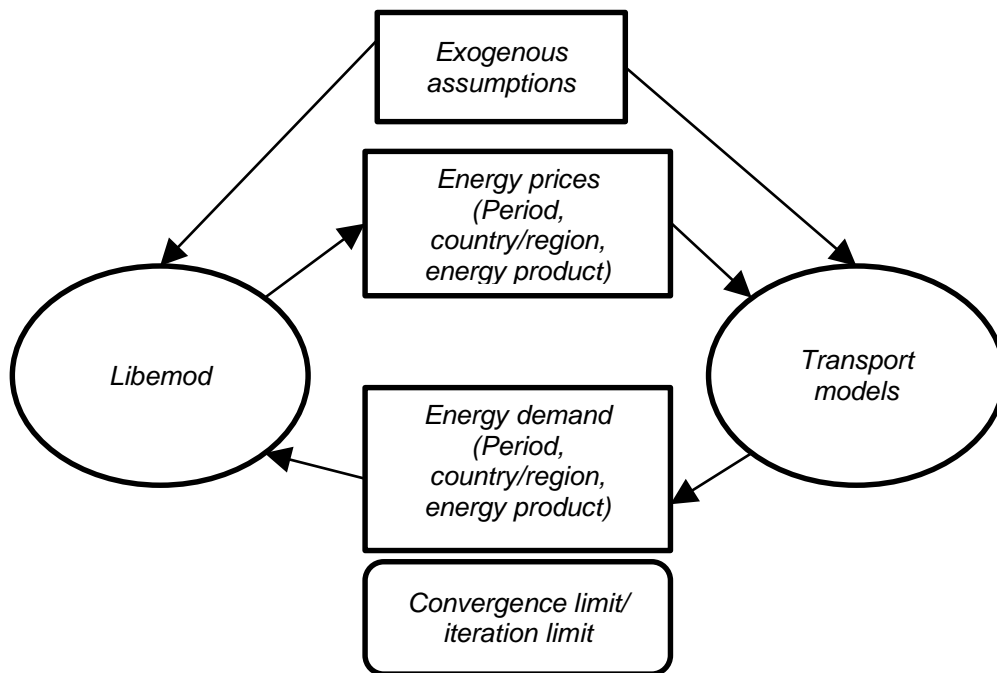 Exogenous
assumptions
Energy prices
(Period,
country/region,
energy product)
Libemod
Transport
models
Energy demand
(Period,
country/region,
energy product)
Convergence limit/
iteration limit